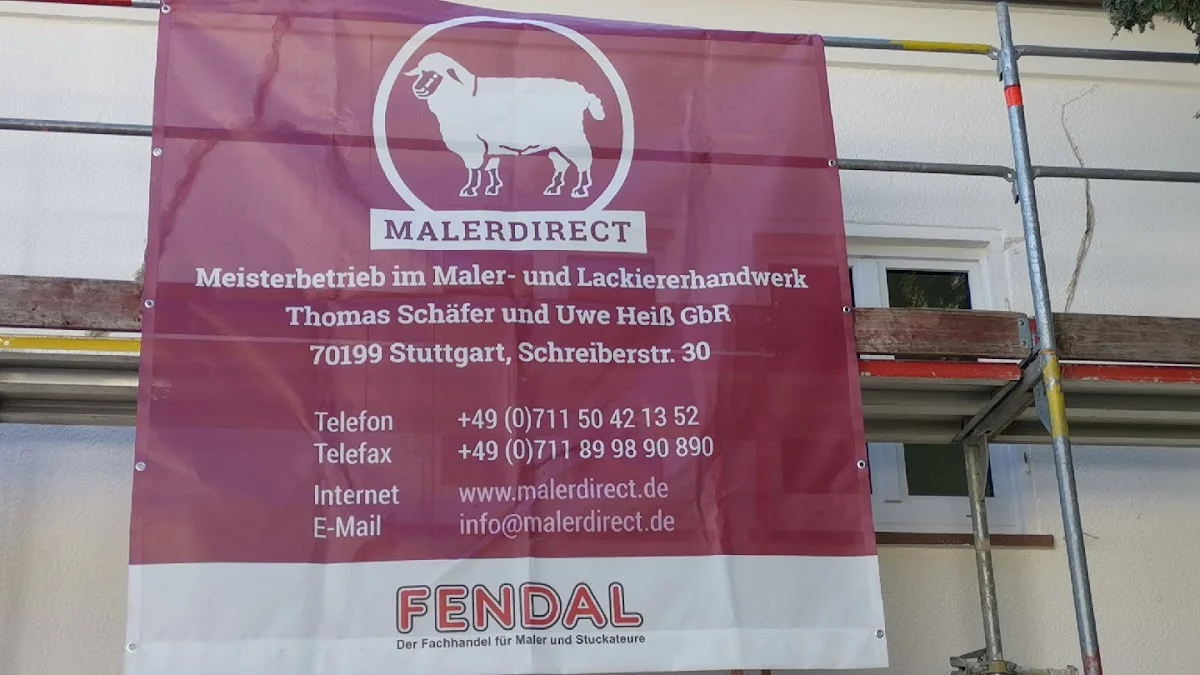 MALERDIRECT
Meisterbetrieb im Maler- und Lackiererhandwerk
Thomas Schäfer und Uwe Heiß GbR
70199 Stuttgart, Schreiberstr. 30
Telefon +49 (0)711 50 42 13 52
Telefax +49 (0)711 89 98 90 890
Internet www.malerdirect.de
E-Mail info@malerdirect.de
FENDAL
Der Fachhandel für Maler und Stuckateure